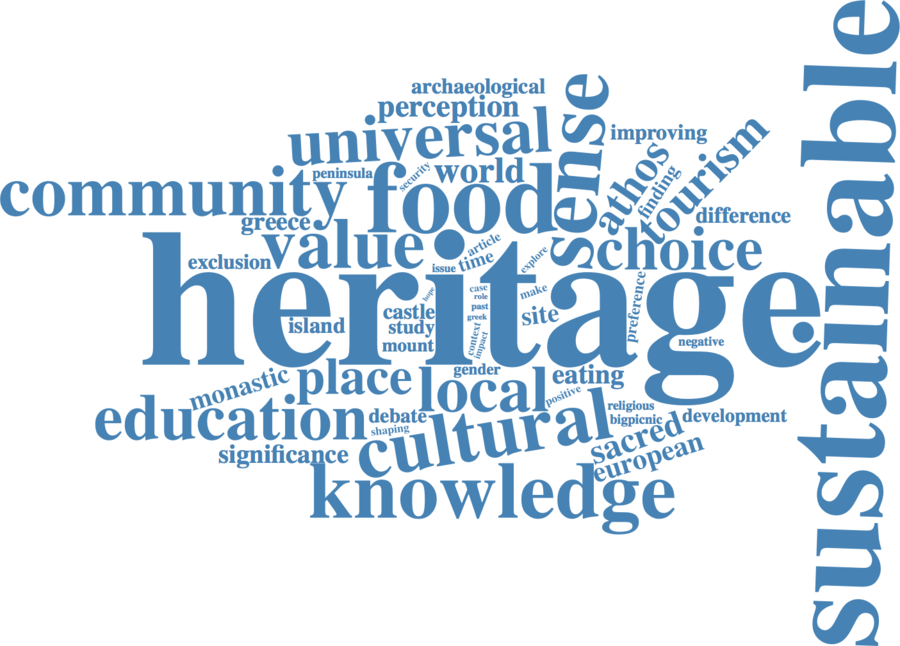 archaeological
perception
universal
sense
improving
tourism
sustainable
peninsula
security
world
athos
finding
community
food
difference
greece
value
article
choice
exclusion
issue
time
explore
heritage
hope
case
role
past
greek
make
preference
castle
site
island
study
context
impact
negative
mount
gender
eating
monastic
place
local
positive
education
debate
shaping
cultural
religious
bigpicnic
development
sacred
significance
european
knowledge